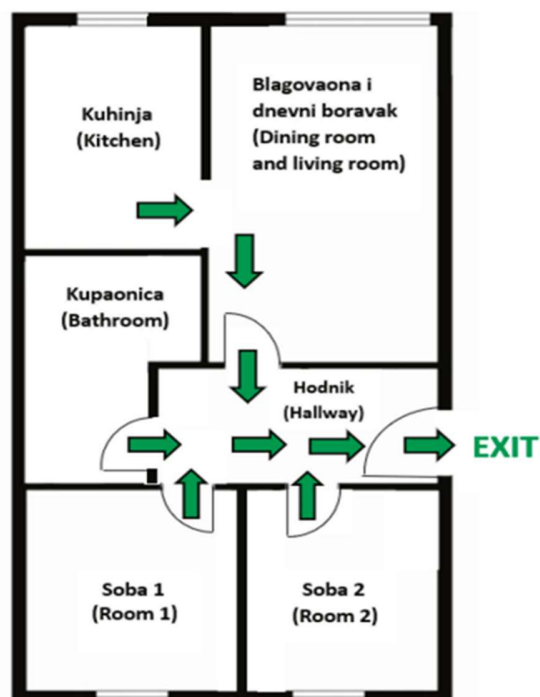 Kuhinja
(Kitchen)
Blagovaona i
dnevni boravak
(Dining room
and living room)
Kupaonica
(Bathroom)
Hodnik
(Hallway)
EXIT
Soba 1
(Room 1)
Soba 2
(Room 2)